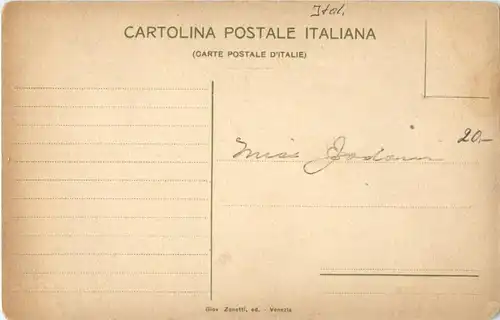 Ital.
CARTOLINA POSTALE ITALIANA
(CARTE POSTALE D'ITALIE)
20.-
Miss
Giov. Zanetti, ed. - Venezia